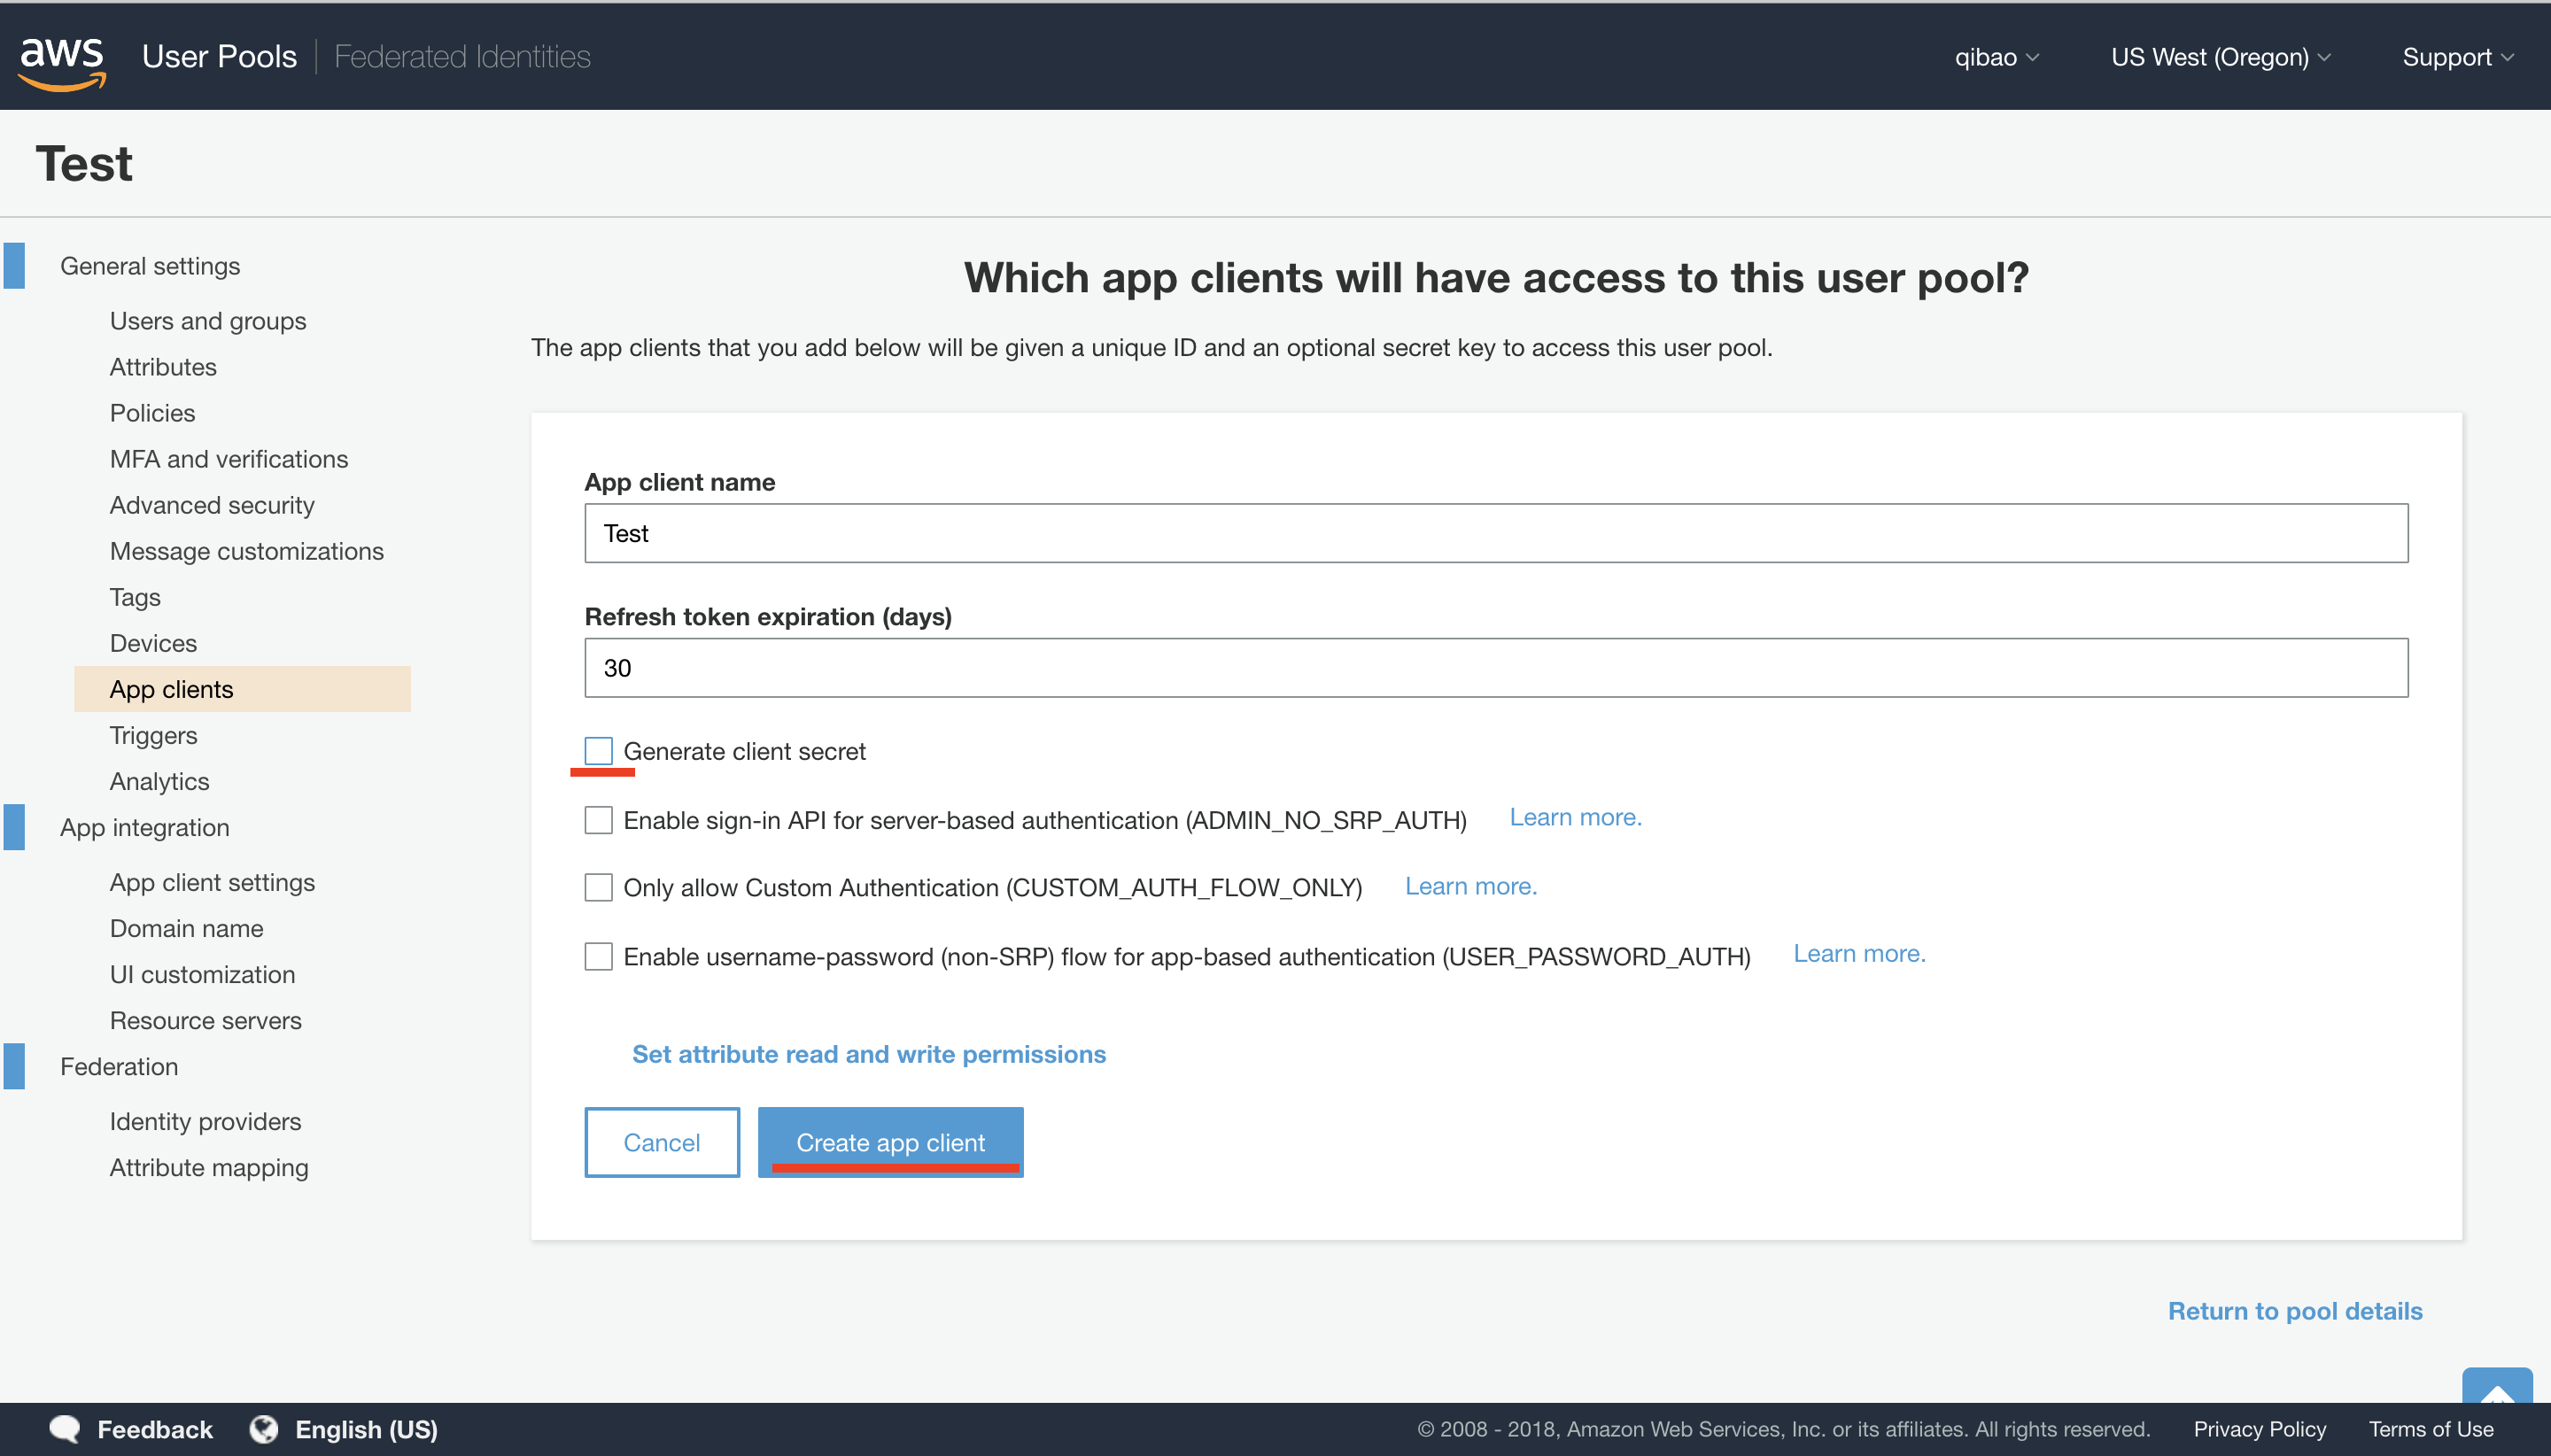 aws User Pools Federated Identities qibao US West (Oregon) Support
Test
General settings
Users and groups
Attributes
Policies
MFA and verifications
Advanced security
Message customizations
Tags
Devices
App clients
Triggers
Analytics
App integration
App client settings
Domain name
UI customization
Resource servers
Federation
Identity providers
Attribute mapping
Which app clients will have access to this user pool?
The app clients that you add below will be given a unique ID and an optional secret key to access this user pool.
App client name
Test
Refresh token expiration (days)
30
Generate client secret
Enable sign-in API for server-based authentication (ADMIN_NO_SRP_AUTH) Learn more.
Only allow Custom Authentication (CUSTOM_AUTH_FLOW_ONLY) Learn more.
Enable username-password (non-SRP) flow for app-based authentication (USER_PASSWORD_AUTH) Learn more.
Set attribute read and write permissions
Cancel Create app client
Return to pool details
Feedback English (US) © 2008 - 2018, Amazon Web Services, Inc. or its affiliates. All rights reserved. Privacy Policy Terms of Use